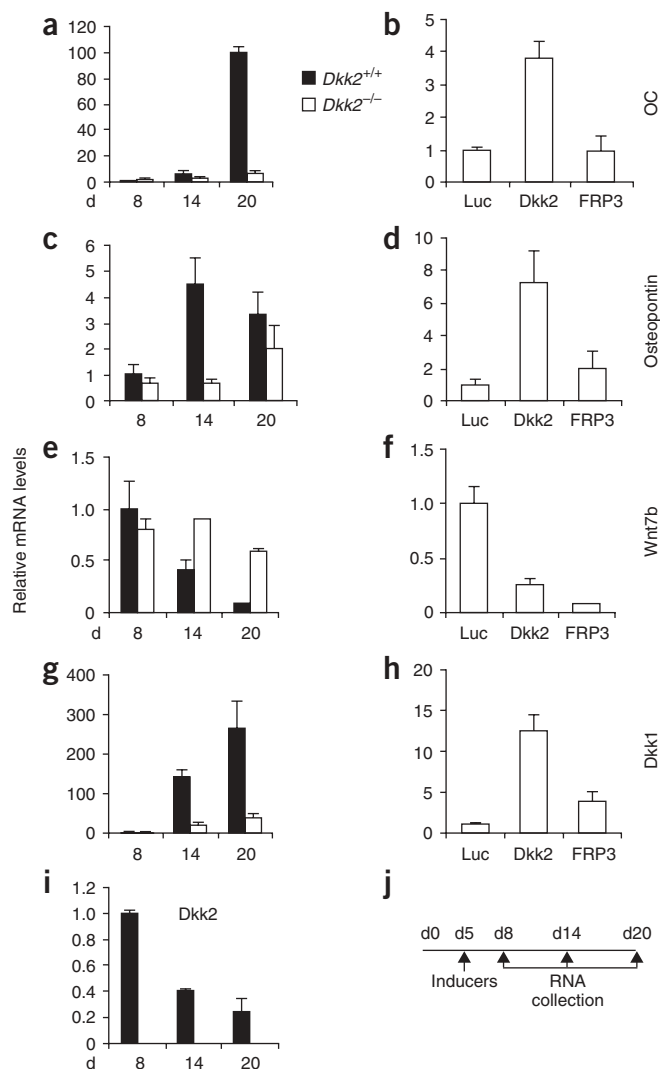 a
120
100
80
60
40
20
0
d 8 14 20
Dkk2+/+
Dkk2−/−
b
5
4
3
2
1
0
Luc Dkk2 FRP3
OC
c
6
5
4
3
2
1
0
8 14 20
d
10
8
6
4
2
0
Luc Dkk2 FRP3
Osteopontin
Relative mRNA levels
e
1.5
1.0
0.5
0
d 8 14 20
f
1.5
1.0
0.5
0
Luc Dkk2 FRP3
Wnt7b
g
400
300
200
100
0
8 14 20
h
20
15
10
5
0
Luc Dkk2 FRP3
Dkk1
i
Dkk2
1.2
1.0
0.8
0.6
0.4
0.2
0
d 8 14 20
j
d0 d5 d8 d14 d20
Inducers RNA
collection